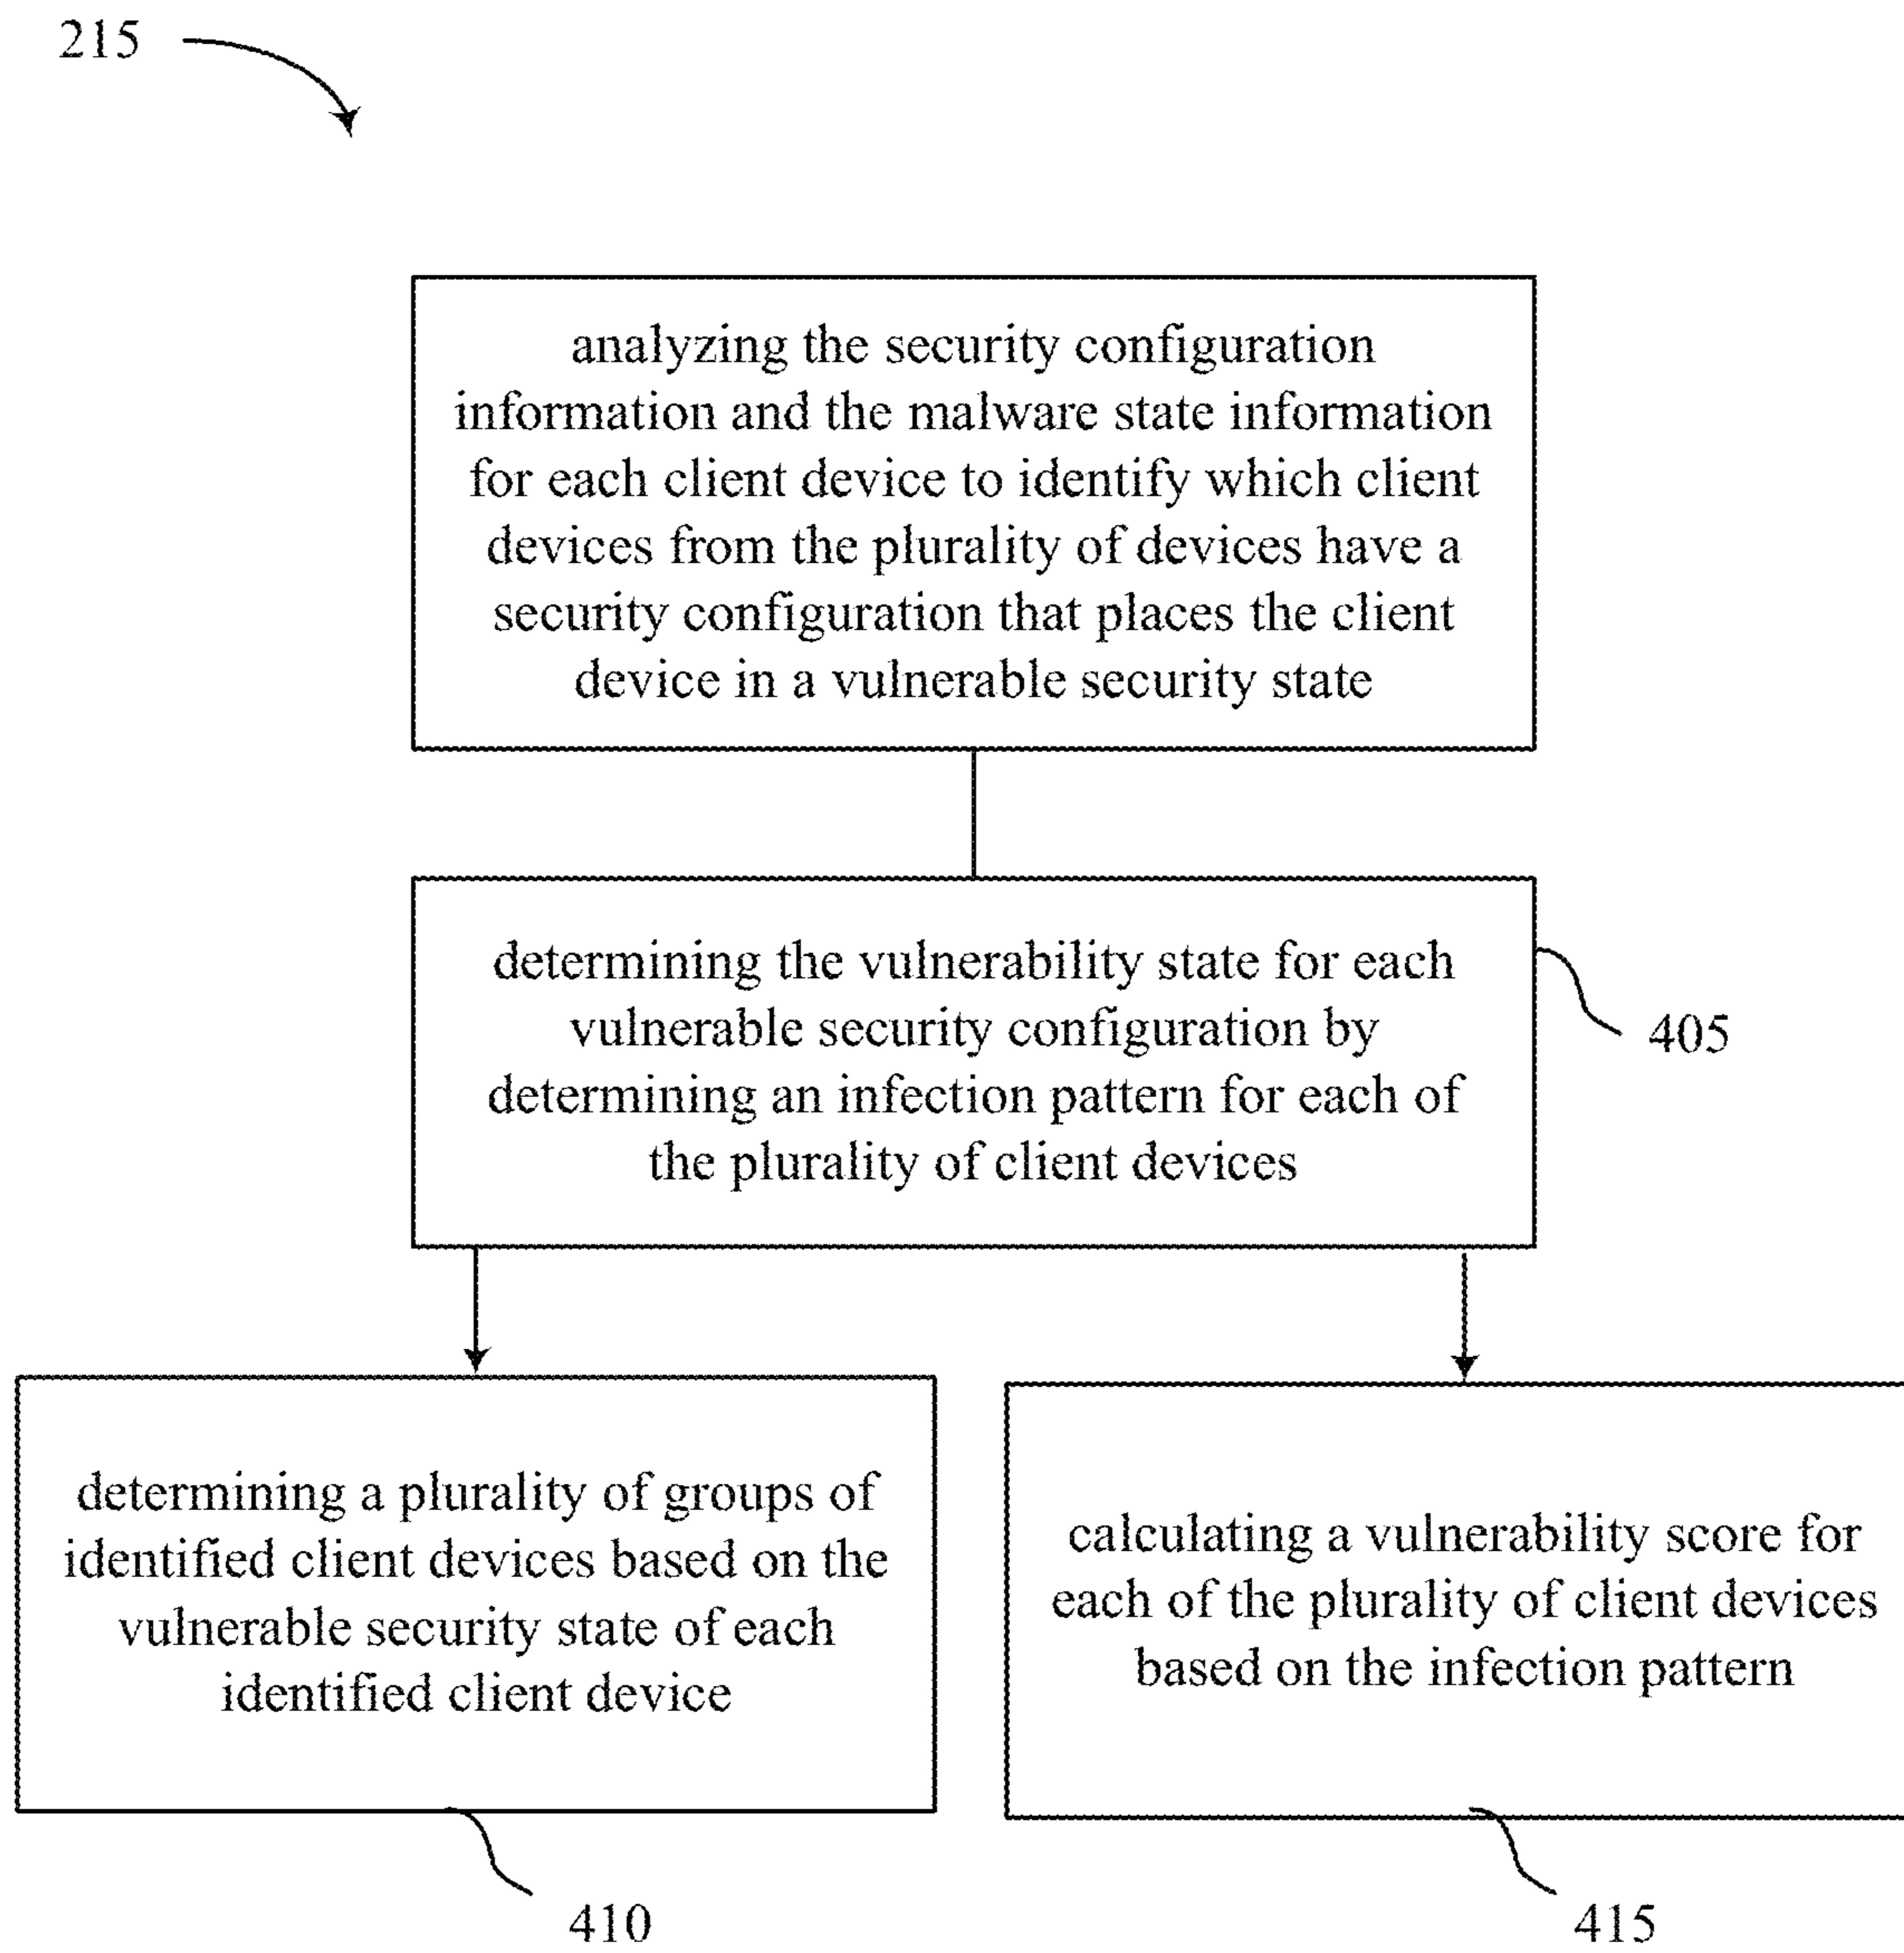 215
analyzing the security configuration
information and the malware state information
for each client device to identify which client
devices from the plurality of devices have a
security configuration that places the client
device in a vulnerable security state
determining the vulnerability state for each
vulnerable security configuration by
determining an infection pattern for each of
the plurality of client devices
405
determining a plurality of groups of
identified client devices based on the
vulnerable security state of each
identified client device
410
calculating a vulnerability score for
each of the plurality of client devices
based on the infection pattern
415